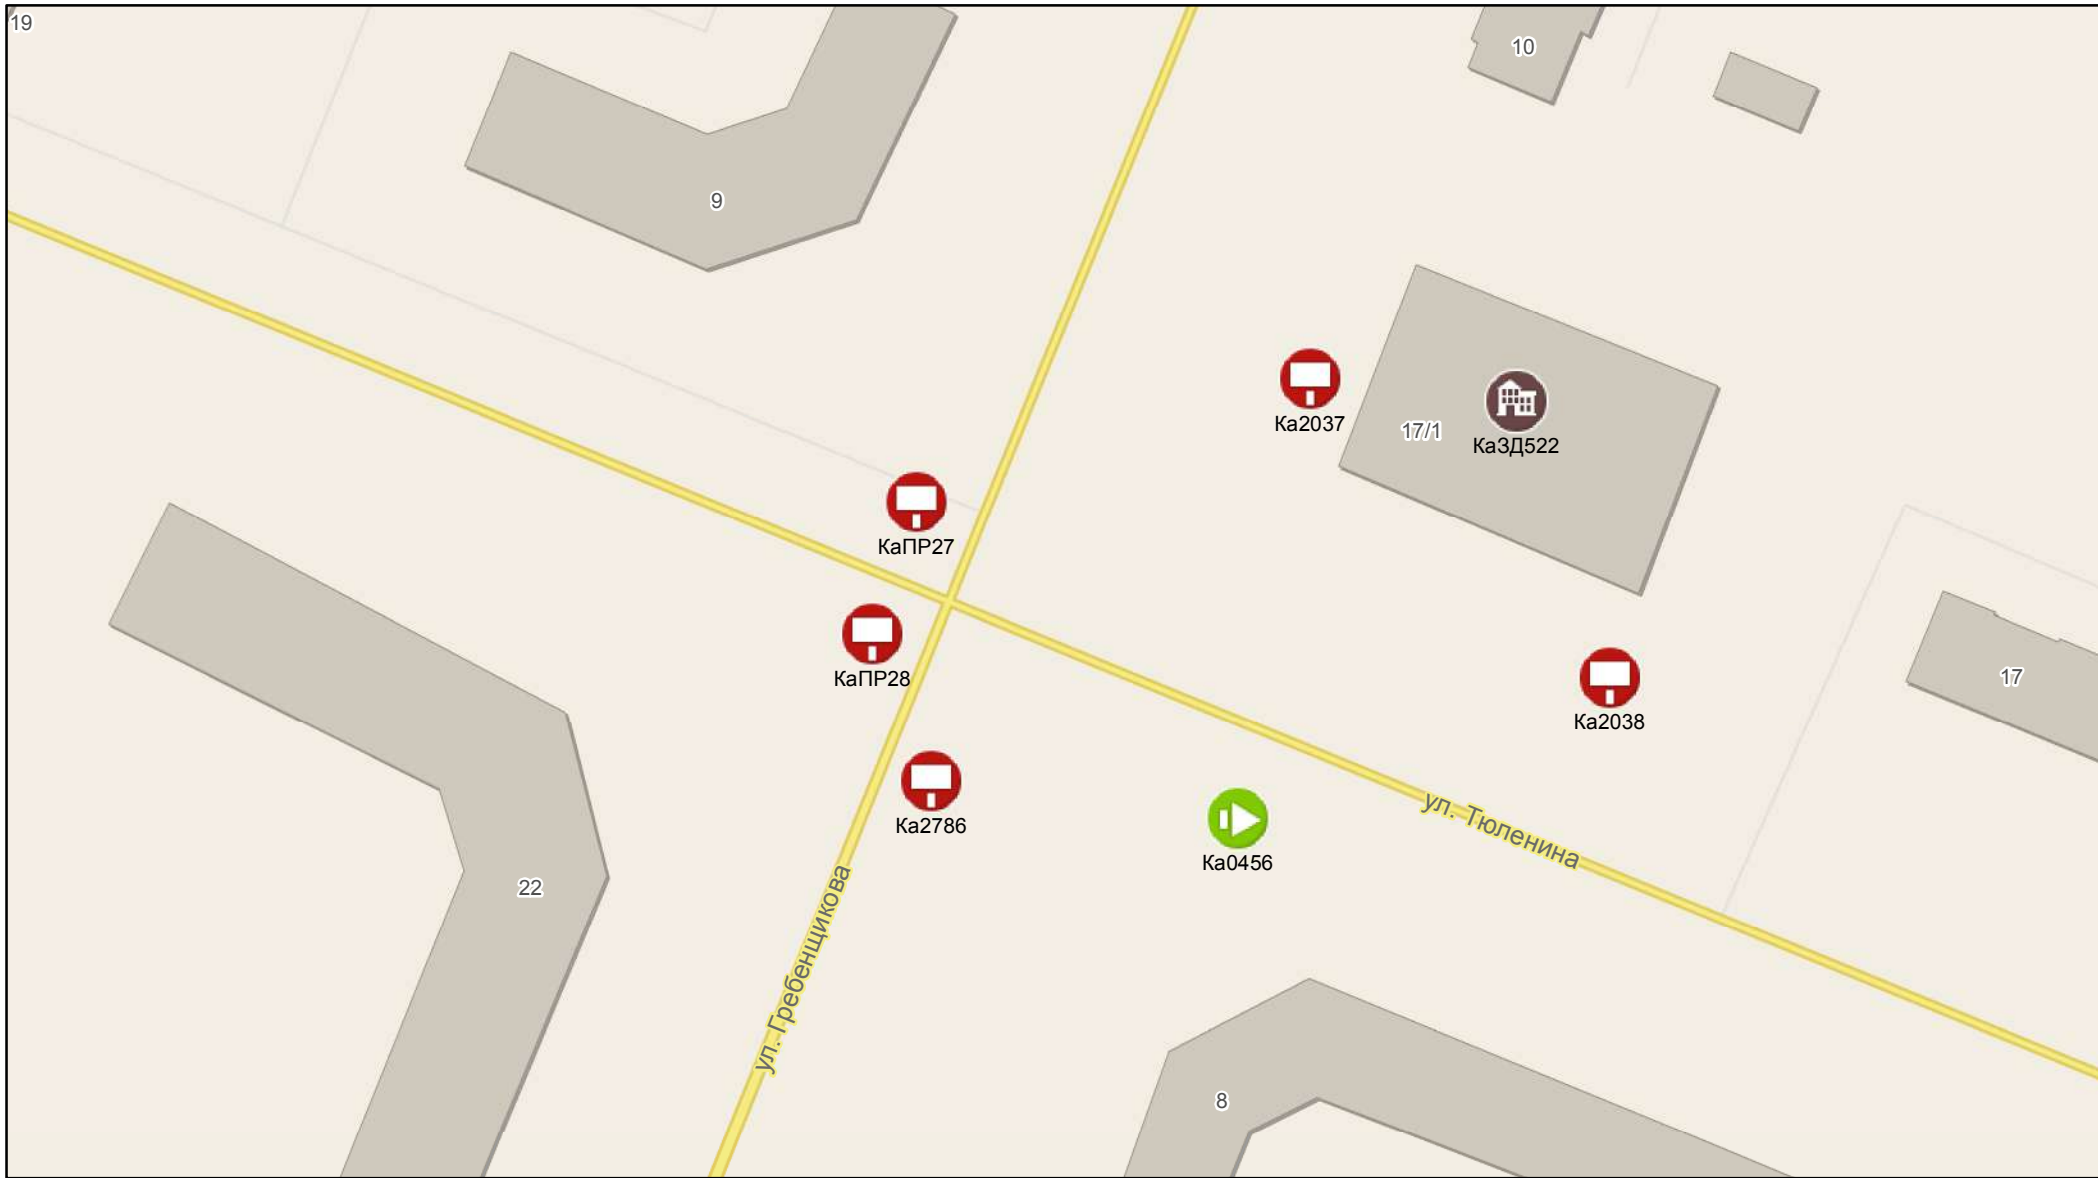 19
10
9
Ка2037
17/1
КаЗД522
КаПР27
КаПР28
17
Ка2038
ул. Тюленина
Ка2786
Ка0456
22
ул. Гребенщикова
8